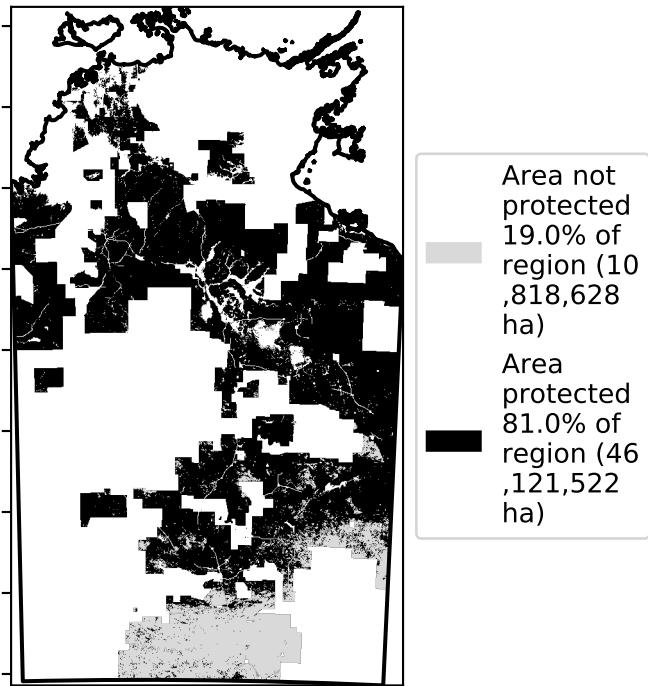 Area not
protected
19.0% of
region (10
,818,628
ha)
Area
protected
81.0% of
region (46
,121,522
ha)